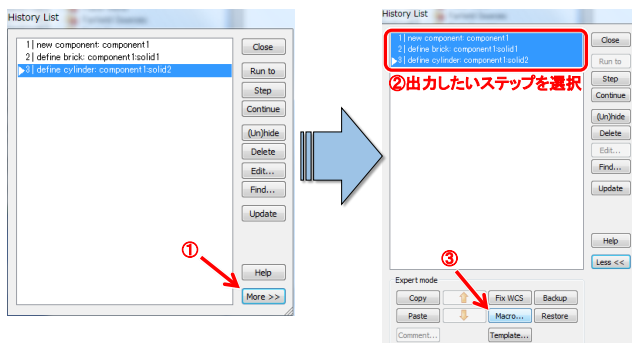 History List
1| new component: component1
2| define brick: component1:solid1
3| define cylinder: component1:solid2
Close
Run to
Step
Continue
(Un)hide
Delete
Edit...
Find...
Update
①
Help
More >>
History List
1| new component: component1
2| define brick: component1:solid1
3| define cylinder: component1:solid2
②出力したいステップを選択
Close
Run to
Step
Continue
(Un)hide
Delete
Edit...
Find...
Update
Help
Less <<
③
Expert mode
Copy
Fix WCS
Backup
Paste
Macro...
Restore
Comment...
Template...